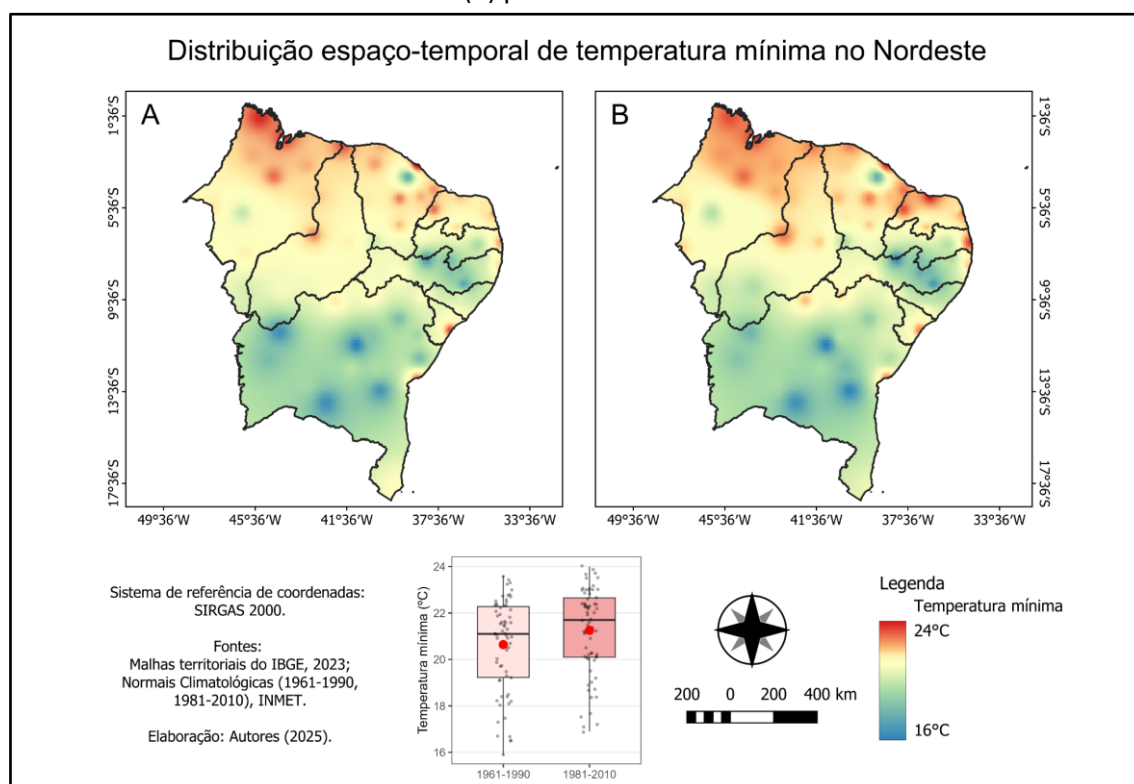 Distribuição espaço-temporal de temperatura mínima no Nordeste
A
B
1°36'S
5°36'S
9°36'S
13°36'S
17°36'S
1°36'S
5°36'S
9°36'S
13°36'S
17°36'S
49°36'W 45°36'W 41°36'W 37°36'W 33°36'W
49°36'W 45°36'W 41°36'W 37°36'W 33°36'W
Sistema de referência de coordenadas:
SIRGAS 2000.
Fontes:
Malhas territoriais do IBGE, 2023;
Normais Climatológicas (1961-1990,
1981-2010), INMET.
Elaboração: Autores (2025).
Temperatura mínima (°C)
24
22
20
18
16
1961-1990 1981-2010
200 0 200 400 km
Legenda
Temperatura mínima
24°C
16°C